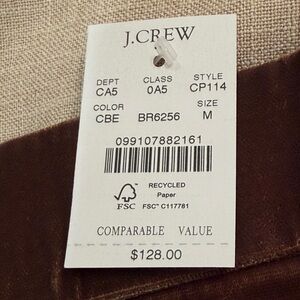 J.CREW
DEPT CLASS STYLE
CA5 0A5 CP114
COLOR SIZE
CBE BR6256 M
099107882161
RECYCLED
Paper
FSC FSC™ C117781
COMPARABLE VALUE
$128.00